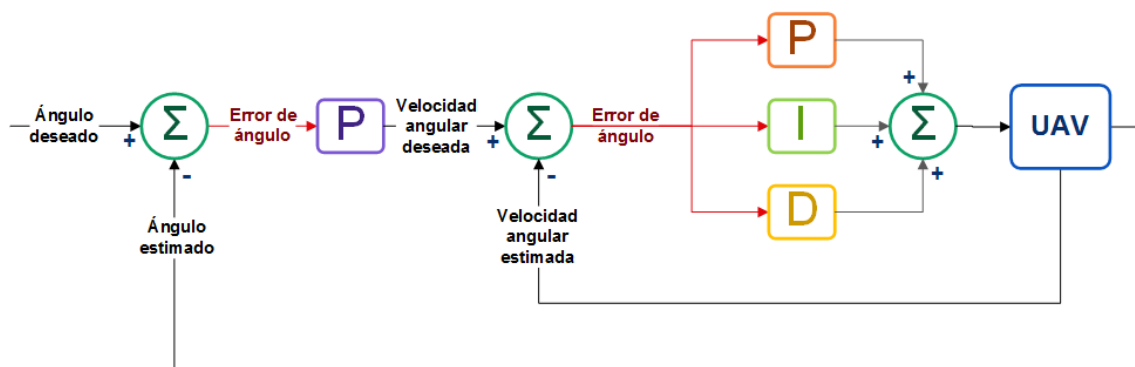 Ángulo
deseado
+
-
Σ
Error de
ángulo
P
Velocidad
angular
deseada
+
-
Σ
Error de
ángulo
P
I
D
+
+
+
Σ
UAV
Ángulo
estimado
Velocidad
angular
estimada